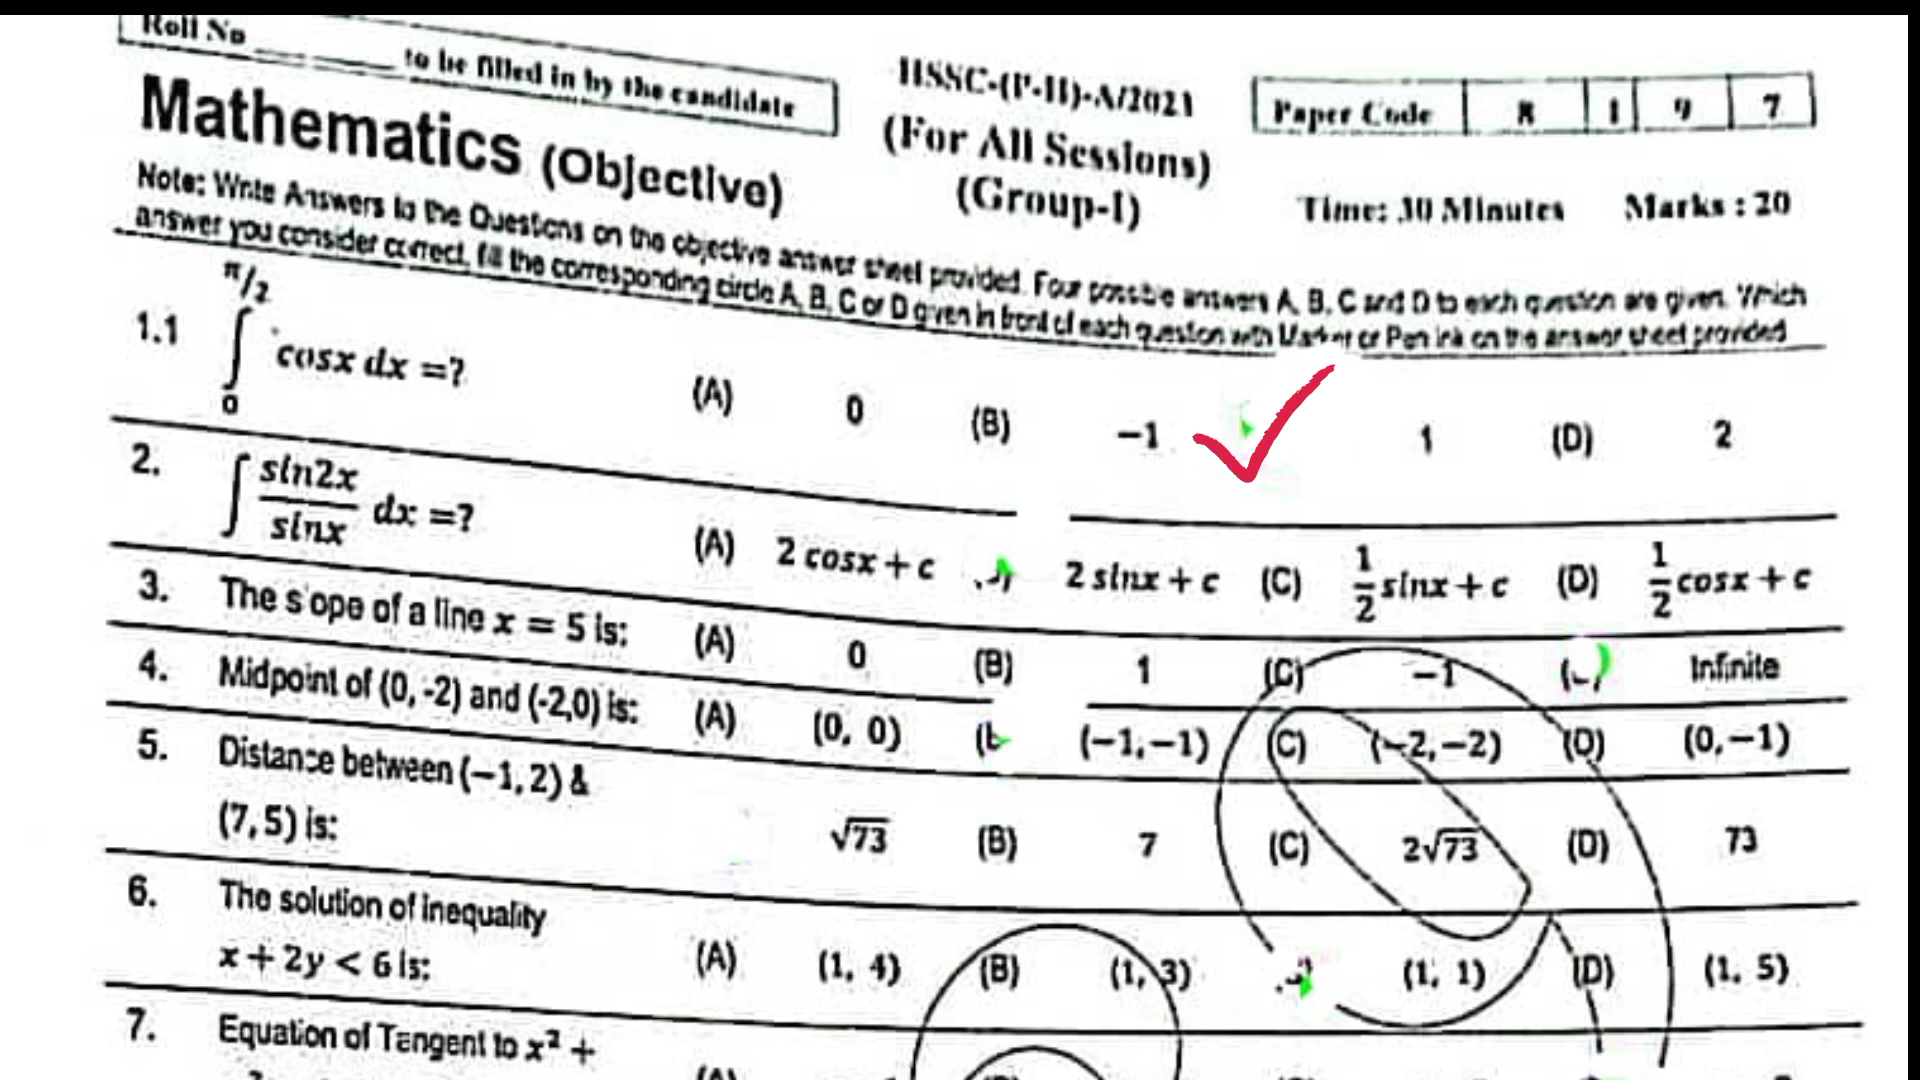 Roll No ________ to be filled in by the candidate
HSSC-(P-II)-A/2021
Paper Code 8 1 9 7
Mathematics (Objective)
(For All Sessions)
(Group-I)
Time: 30 Minutes Marks : 20
Note: Write Answers to the Questions on the objective answer sheet provided. Four possible answers A, B, C and D to each question are given. Which
answer you consider correct, fill the corresponding circle A, B, C or D given in front of each question with Marker or Pen ink on the answer sheet provided
1.1 ∫₀^π/2 cosx dx =? (A) 0 (B) −1 1 (D) 2
2. ∫ sin2x/sinx dx =? (A) 2 cosx + c 2 sinx + c (C) 1/2 sinx + c (D) 1/2 cosx + c
3. The slope of a line x = 5 is: (A) 0 (B) 1 (C) −1 Infinite
4. Midpoint of (0, -2) and (-2,0) is: (A) (0, 0) (−1,−1) (C) (−2,−2) (D) (0,−1)
5. Distance between (−1,2) &
(7,5) is: √73 (B) 7 (C) 2√73 (D) 73
6. The solution of inequality
x + 2y < 6 is: (A) (1, 4) (B) (1, 3) (1, 1) (D) (1, 5)
7. Equation of Tangent to x² +